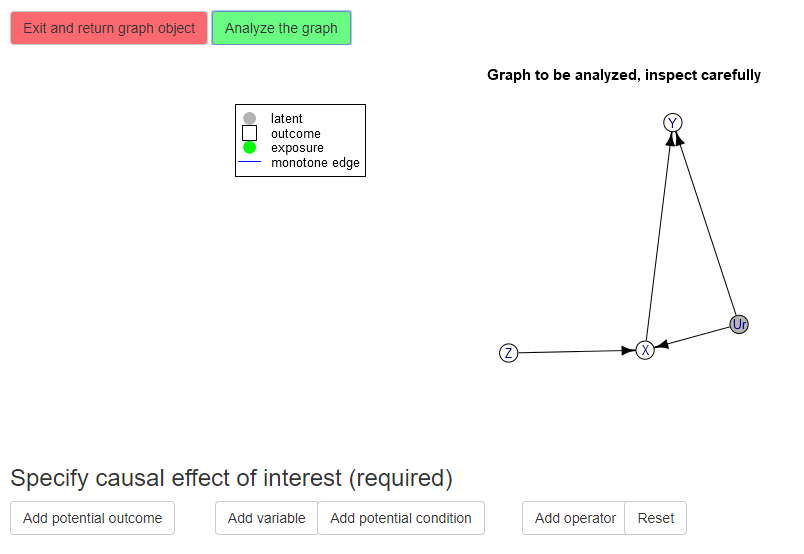 Exit and return graph object Analyze the graph
Graph to be analyzed, inspect carefully
latent
outcome
exposure
monotone edge
Y
Ur
Z
X
Specify causal effect of interest (required)
Add potential outcome Add variable Add potential condition Add operator Reset